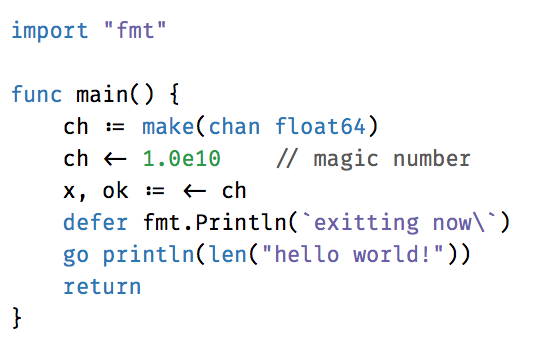 import "fmt"

func main() {
    ch := make(chan float64)
    ch <- 1.0e10    // magic number
    x, ok := <- ch
    defer fmt.Println(`exitting now\`)
    go println(len("hello world!"))
    return
}